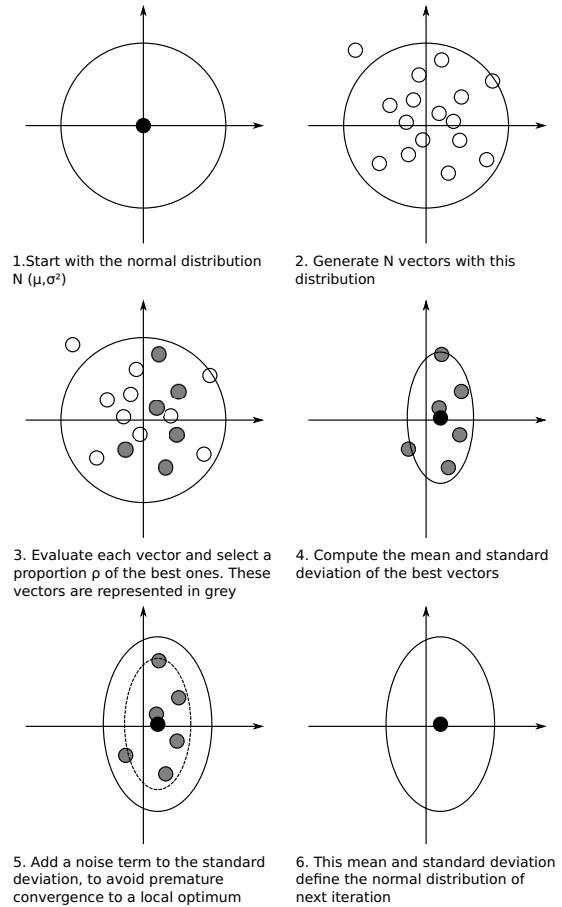 1.Start with the normal distribution
N (μ,σ²)
2. Generate N vectors with this
distribution
3. Evaluate each vector and select a
proportion ρ of the best ones. These
vectors are represented in grey
4. Compute the mean and standard
deviation of the best vectors
5. Add a noise term to the standard
deviation, to avoid premature
convergence to a local optimum
6. This mean and standard deviation
define the normal distribution of
next iteration